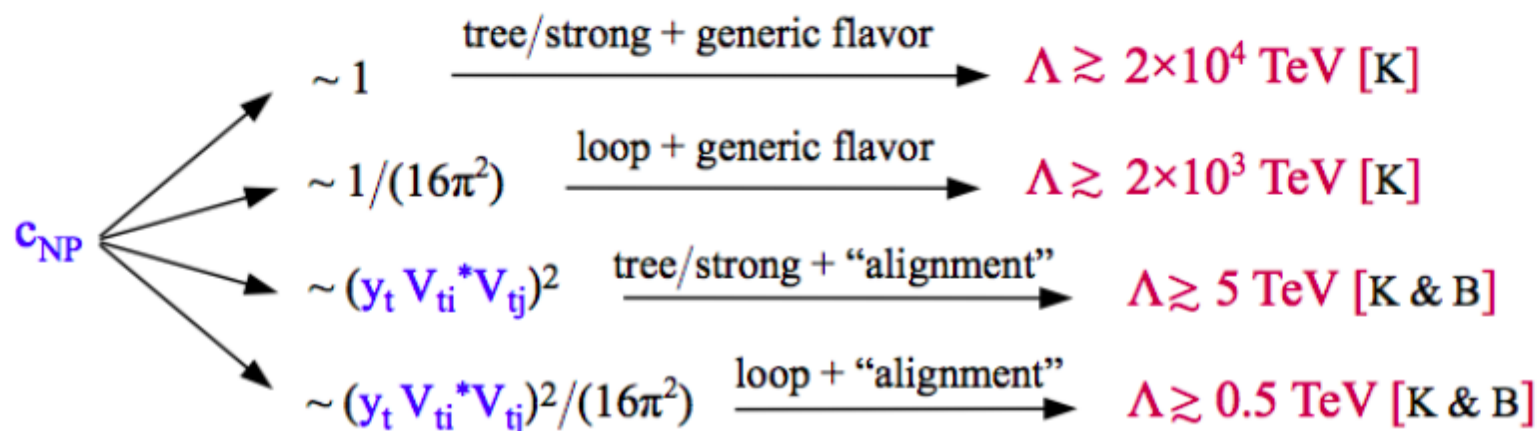 ~ 1 tree/strong + generic flavor Λ ≳ 2×10⁴ TeV [K]
~ 1/(16π²) loop + generic flavor Λ ≳ 2×10³ TeV [K]
c_NP
~ (y_t V_ti* V_tj)² tree/strong + “alignment” Λ ≳ 5 TeV [K & B]
~ (y_t V_ti* V_tj)²/(16π²) loop + “alignment” Λ ≳ 0.5 TeV [K & B]